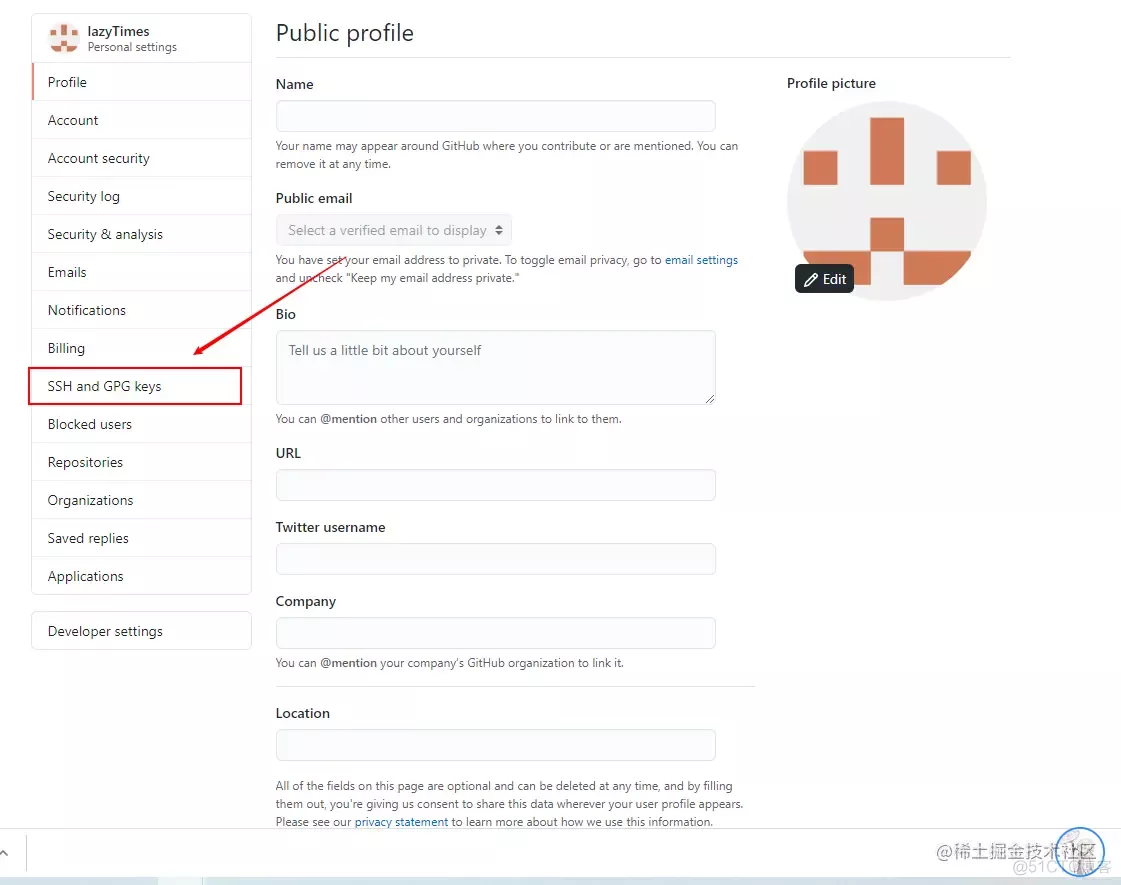 lazyTimes
Personal settings
Profile
Account
Account security
Security log
Security & analysis
Emails
Notifications
Billing
SSH and GPG keys
Blocked users
Repositories
Organizations
Saved replies
Applications
Developer settings
Public profile
Name
Your name may appear around GitHub where you contribute or are mentioned. You can
remove it at any time.
Public email
Select a verified email to display
You have set your email address to private. To toggle email privacy, go to email settings
and uncheck "Keep my email address private."
Bio
Tell us a little bit about yourself
You can @mention other users and organizations to link to them.
URL
Twitter username
Company
You can @mention your company's GitHub organization to link it.
Location
All of the fields on this page are optional and can be deleted at any time, and by filling
them out, you're giving us consent to share this data wherever your user profile appears.
Please see our privacy statement to learn more about how we use this information.
Profile picture
Edit
@稀土掘金技术社区
@51CTO博客